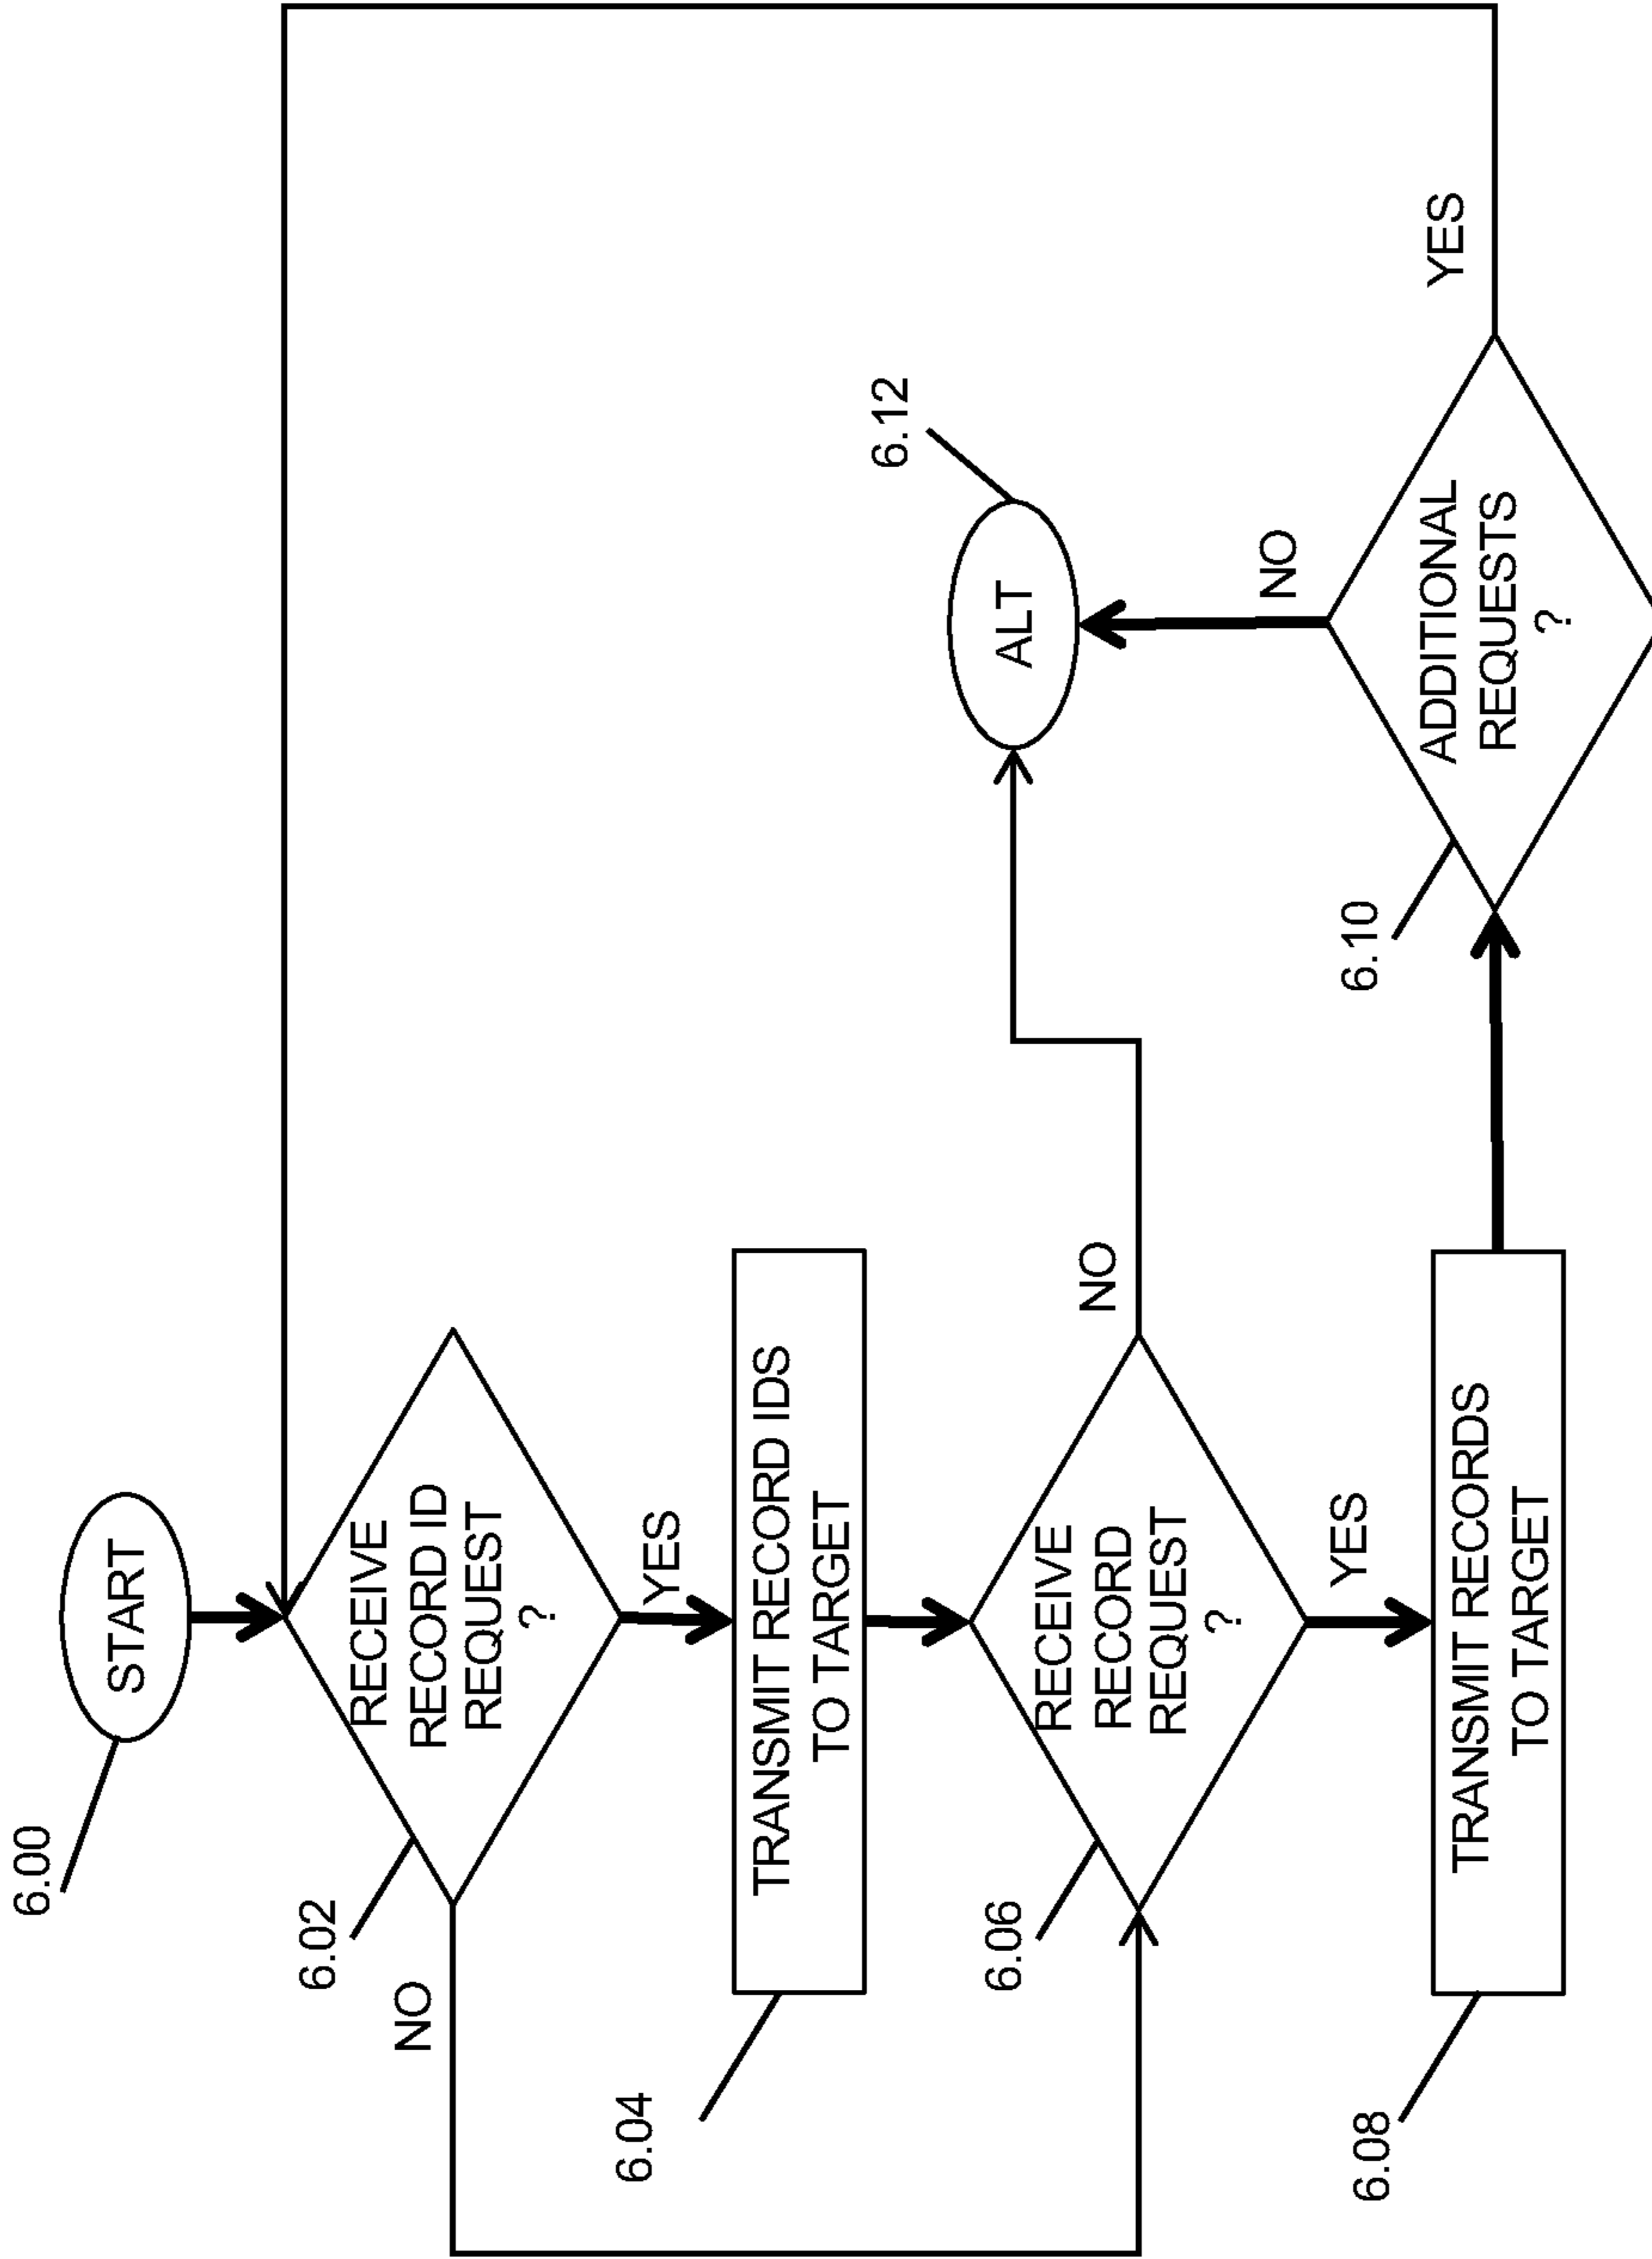 6.00
START
6.02
RECEIVE
RECORD ID
REQUEST
?
NO
YES
6.04
TRANSMIT RECORD IDS
TO TARGET
6.06
RECEIVE
RECORD
REQUEST
?
NO
YES
6.08
TRANSMIT RECORDS
TO TARGET
6.10
ADDITIONAL
REQUESTS
?
NO
YES
6.12
ALT